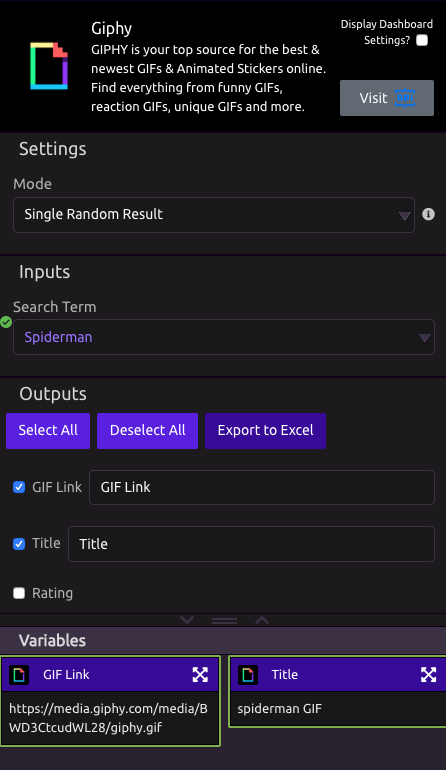 Giphy
GIPHY is your top source for the best &
newest GIFs & Animated Stickers online.
Find everything from funny GIFs,
reaction GIFs, unique GIFs and more.
Display Dashboard
Settings?
Visit
Settings
Mode
Single Random Result
Inputs
Search Term
Spiderman
Outputs
Select All
Deselect All
Export to Excel
GIF Link
GIF Link
Title
Title
Rating
Variables
GIF Link
https://media.giphy.com/media/B
WD3CtcudWL28/giphy.gif
Title
spiderman GIF